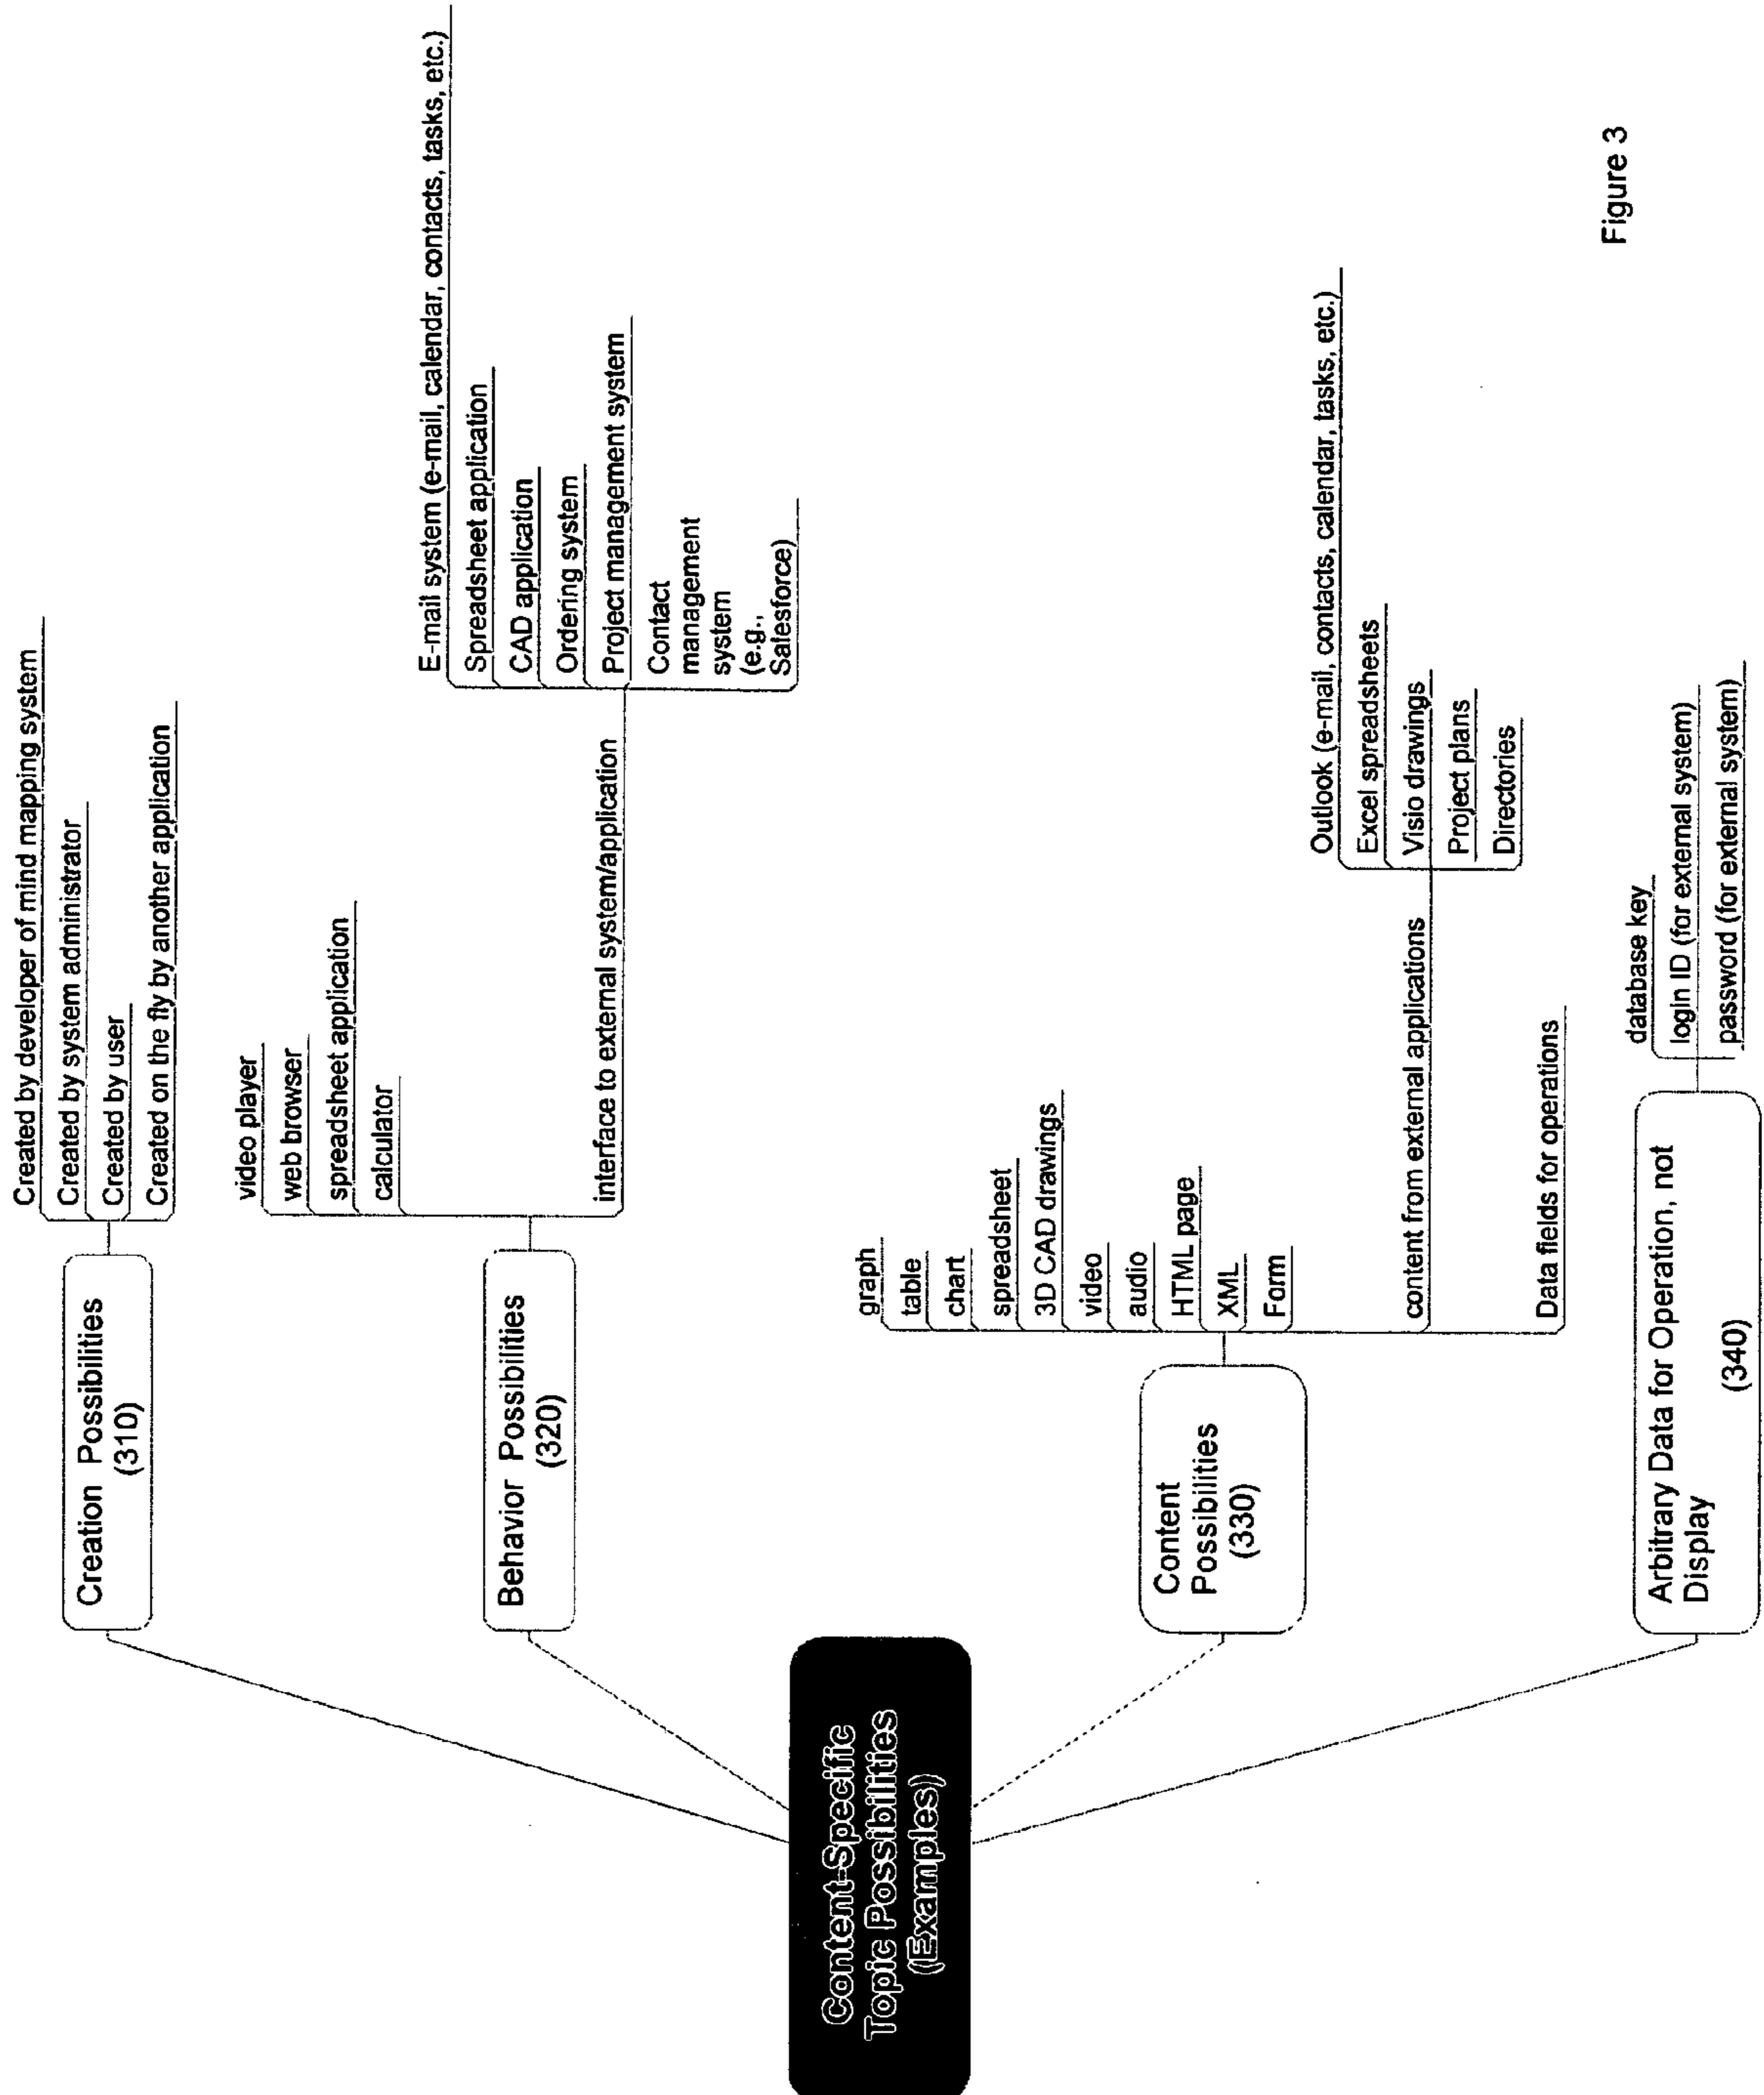 Content-Specific
Topic Possibilities
(Examples)
Creation Possibilities
(310)
Created by developer of mind mapping system
Created by system administrator
Created by user
Created on the fly by another application
Behavior Possibilities
(320)
video player
web browser
spreadsheet application
calculator
interface to external system/application
E-mail system (e-mail, calendar, contacts, tasks, etc.)
Spreadsheet application
CAD application
Ordering system
Project management system
Contact
management
system
(e.g.,
Salesforce)
Content
Possibilities
(330)
graph
table
chart
spreadsheet
3D CAD drawings
video
audio
HTML page
XML
Form
content from external applications
Outlook (e-mail, contacts, calendar, tasks, etc.)
Excel spreadsheets
Visio drawings
Project plans
Directories
Data fields for operations
Arbitrary Data for Operation, not
Display
(340)
database key
login ID (for external system)
password (for external system)
Figure 3